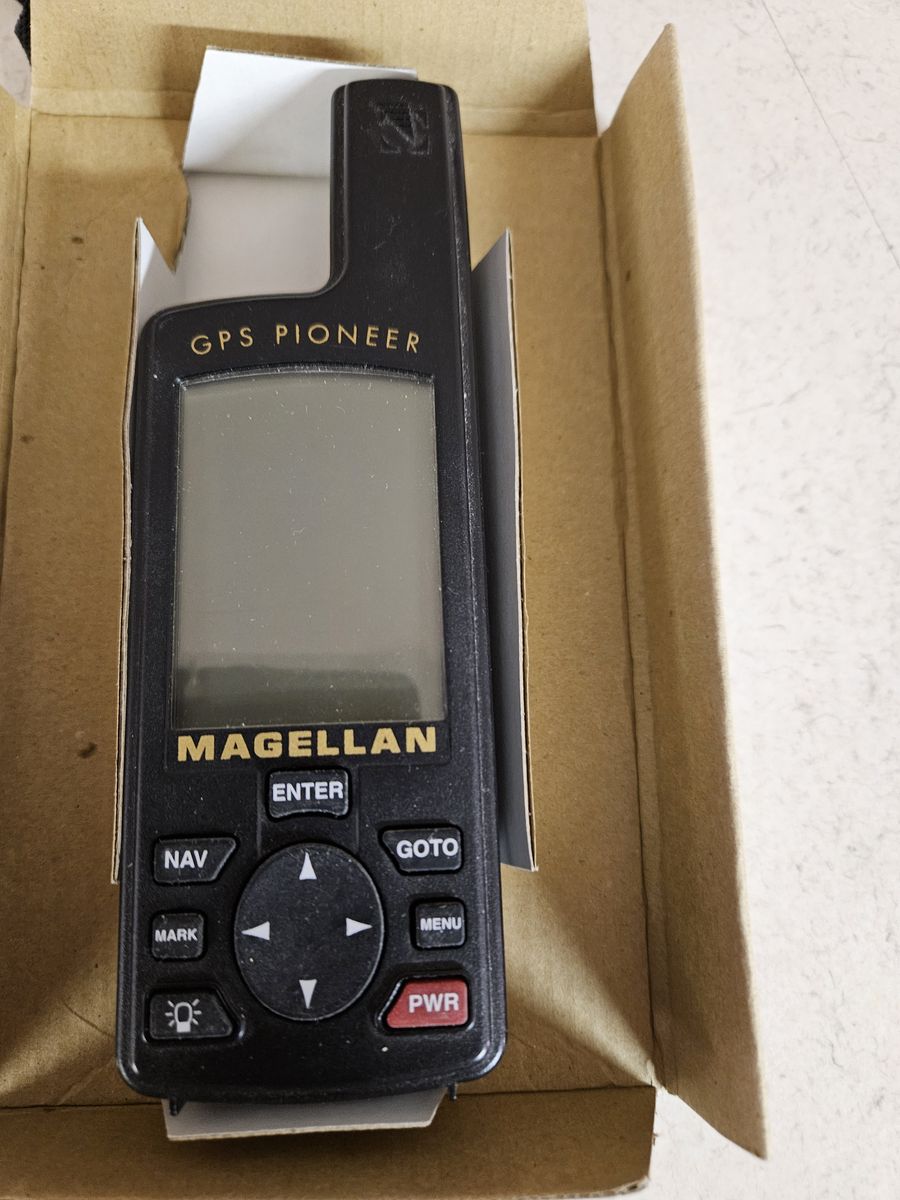 GPS PIONEER
MAGELLAN
ENTER
NAV
GOTO
MARK
MENU
PWR